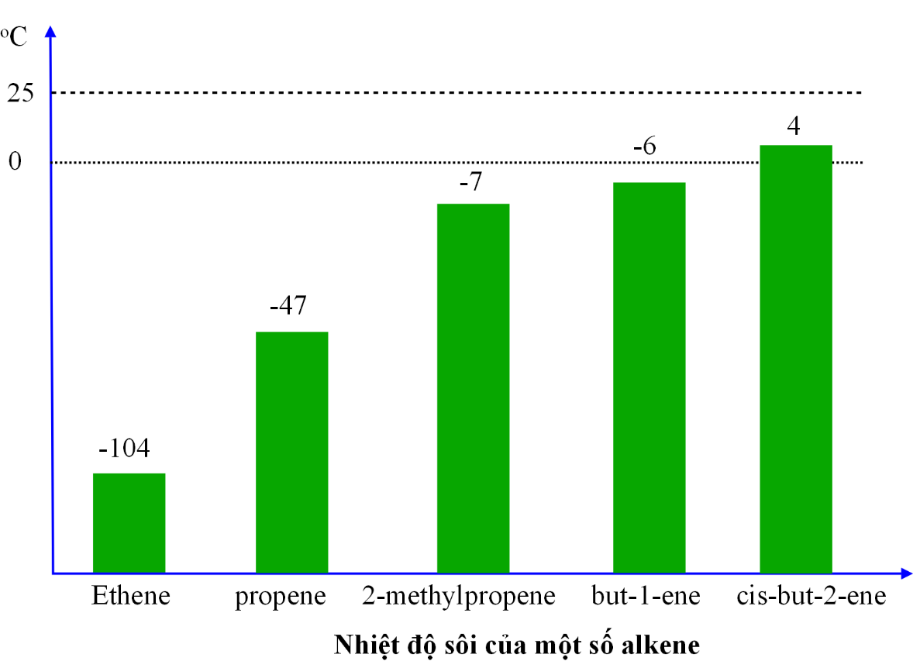 °C
25
0
-104
-47
-7
-6
4
Ethene
propene
2-methylpropene
but-1-ene
cis-but-2-ene
Nhiệt độ sôi của một số alkene